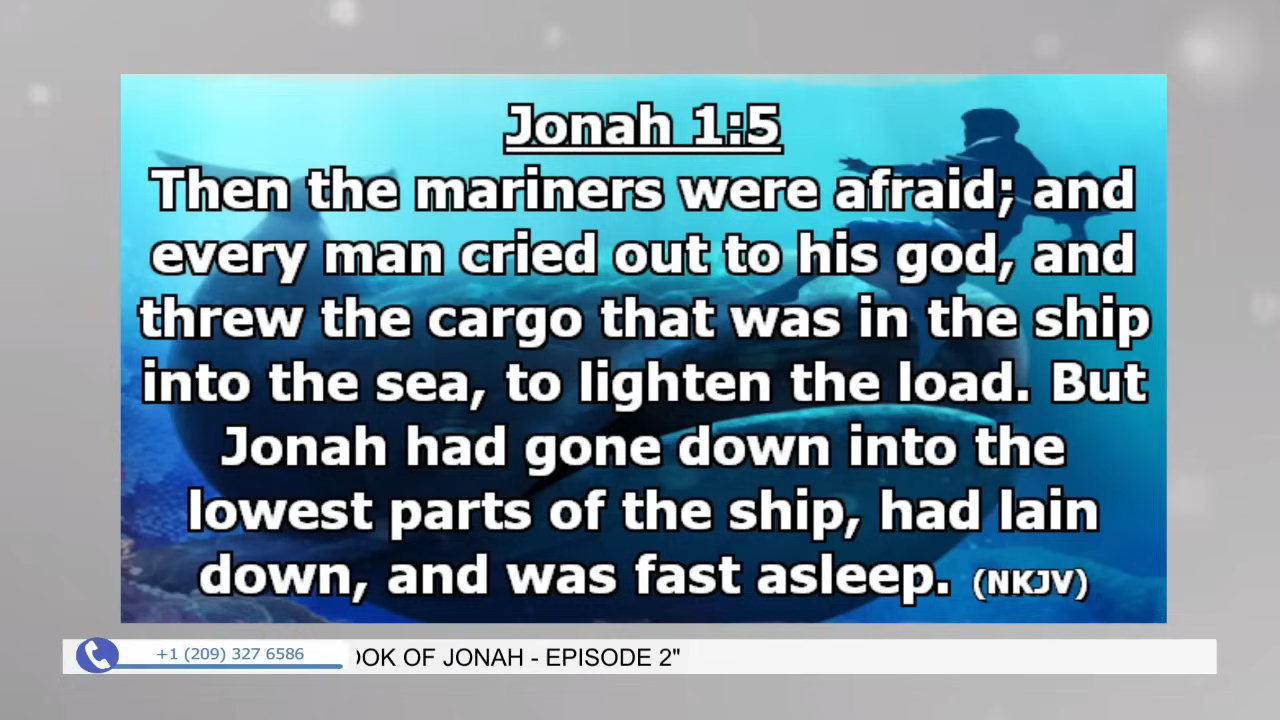 Jonah 1:5
Then the mariners were afraid; and
every man cried out to his god, and
threw the cargo that was in the ship
into the sea, to lighten the load. But
Jonah had gone down into the
lowest parts of the ship, had lain
down, and was fast asleep. (NKJV)
+1 (209) 327 6586
OOK OF JONAH - EPISODE 2"